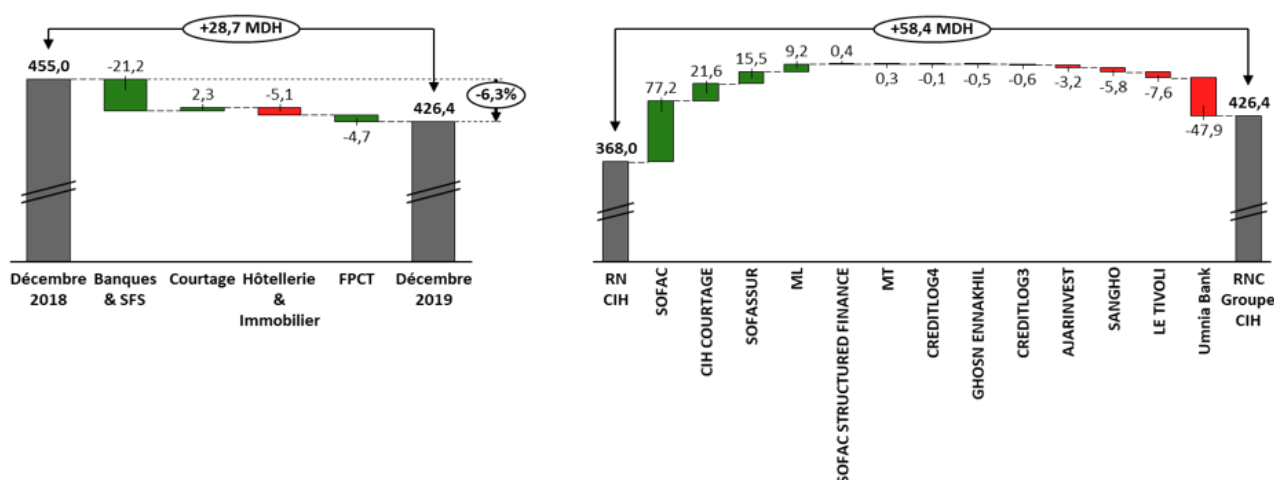 +28,7 MDH
455,0
-21,2
2,3
-5,1
-4,7
-6,3%
426,4
Décembre 2018
Banques & SFS
Courtage
Hôtellerie & Immobilier
FPCT
Décembre 2019
+58,4 MDH
368,0
77,2
21,6
15,5
9,2
0,4
0,3
-0,1
-0,5
-0,6
-3,2
-5,8
-7,6
-47,9
426,4
RN CIH
SOFAC
CIH COURTAGE
SOFASSUR
ML
SOFAC STRUCTURED FINANCE
MT
CREDITLOG4
GHOSN ENNAKHIL
CREDITLOG3
AJARINVEST
SANGHO
LE TIVOLI
Umnia Bank
RNC Groupe CIH